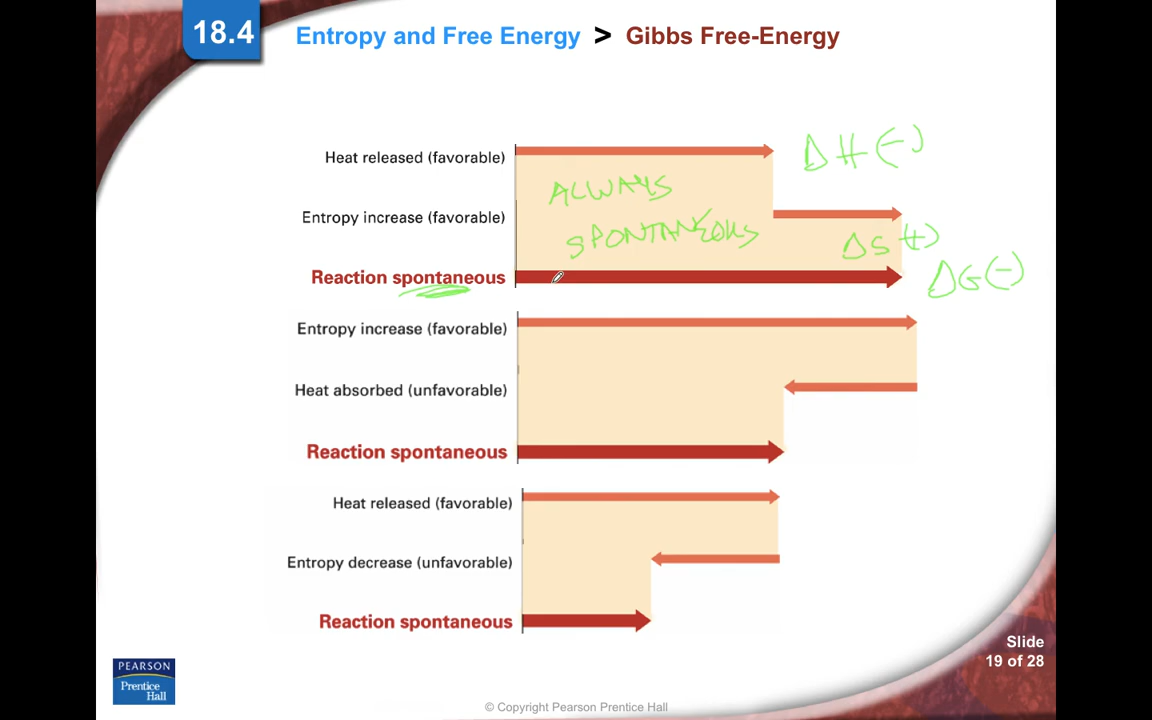 18.4
Entropy and Free Energy > Gibbs Free-Energy
Heat released (favorable)
ΔH(-)
ALWAYS
Entropy increase (favorable)
SPONTANEOUS
ΔS (+)
Reaction spontaneous
ΔG(-)
Entropy increase (favorable)
Heat absorbed (unfavorable)
Reaction spontaneous
Heat released (favorable)
Entropy decrease (unfavorable)
Reaction spontaneous
Slide
19 of 28
PEARSON
Prentice
Hall
© Copyright Pearson Prentice Hall